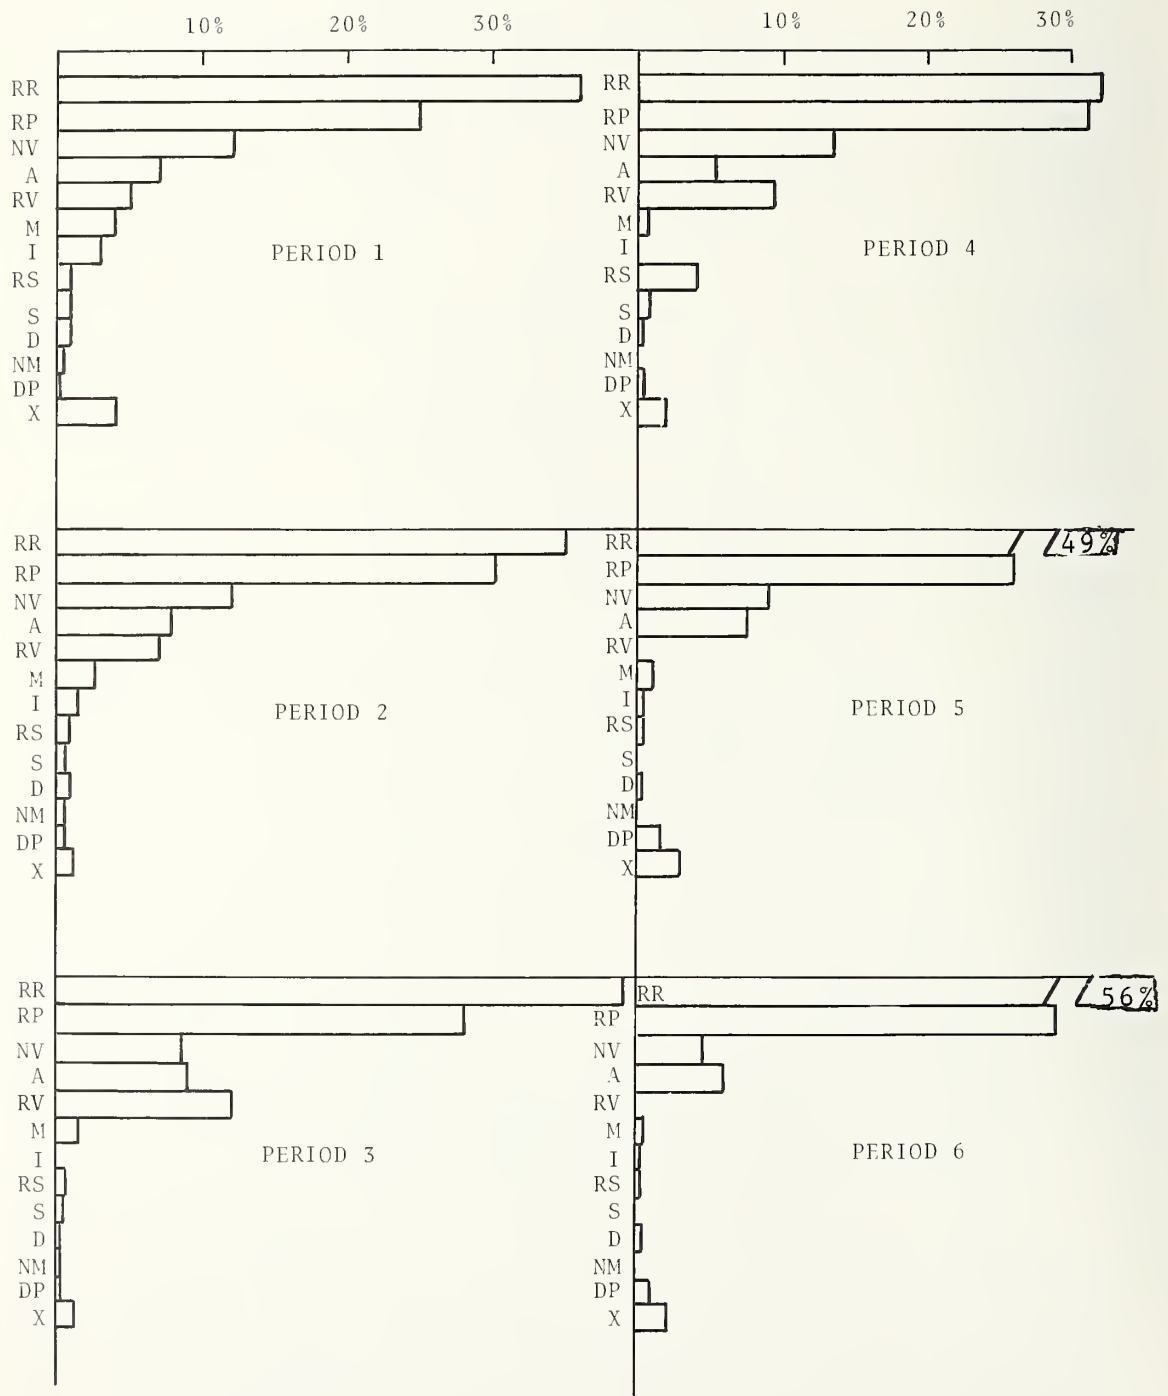 10% 20% 30% 10% 20% 30%
RR
RP
NV
A
RV
M
I
RS
S
D
NM
DP
X
PERIOD 1
RR
RP
NV
A
RV
M
I
RS
S
D
NM
DP
X
PERIOD 4
RR
RP
NV
A
RV
M
I
RS
S
D
NM
DP
X
PERIOD 2
RR 49%
RP
NV
A
RV
M
I
RS
S
D
NM
DP
X
PERIOD 5
RR
RP
NV
A
RV
M
I
RS
S
D
NM
DP
X
PERIOD 3
RR 56%
RP
NV
A
RV
M
I
RS
S
D
NM
DP
X
PERIOD 6